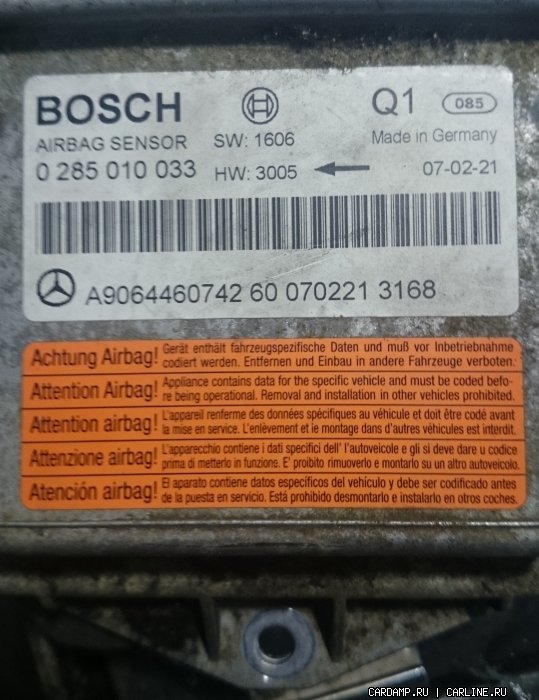 BOSCH Q1 085
AIRBAG SENSOR SW: 1606 Made in Germany
0 285 010 033 HW: 3005 07-02-21
A9064460742 60 070221 3168
Achtung Airbag! Gerät enthält fahrzeugspezifische Daten und muß vor Inbetriebnahme
codiert werden. Entfernen und Einbau in andere Fahrzeuge verboten.
Attention Airbag! Appliance contains data for the specific vehicle and must be coded befo-
re being operational. Removal and installation in other vehicles prohibited.
Attention airbag! L'appareil renferme des données spécifiques au véhicule et doit être codé avant
la mise en service. L'enlèvement et le montage dans d'autres véhicules est interdit.
Attenzione airbag! L'apparecchio contiene i dati specifici dell' l'autoveicole e gli si deve dare u codice
prima di metterlo in funzione. E' proibito rimuoverlo e montarlo su un altro autoveicolo.
Atención airbag! El aparato contiene datos específicos del vehículo y debe ser codificado antes
de la puesta en servicio. Está prohibido desmontarlo e instalarlo en otros coches.
CARDAMP.RU | CARLINE.RU